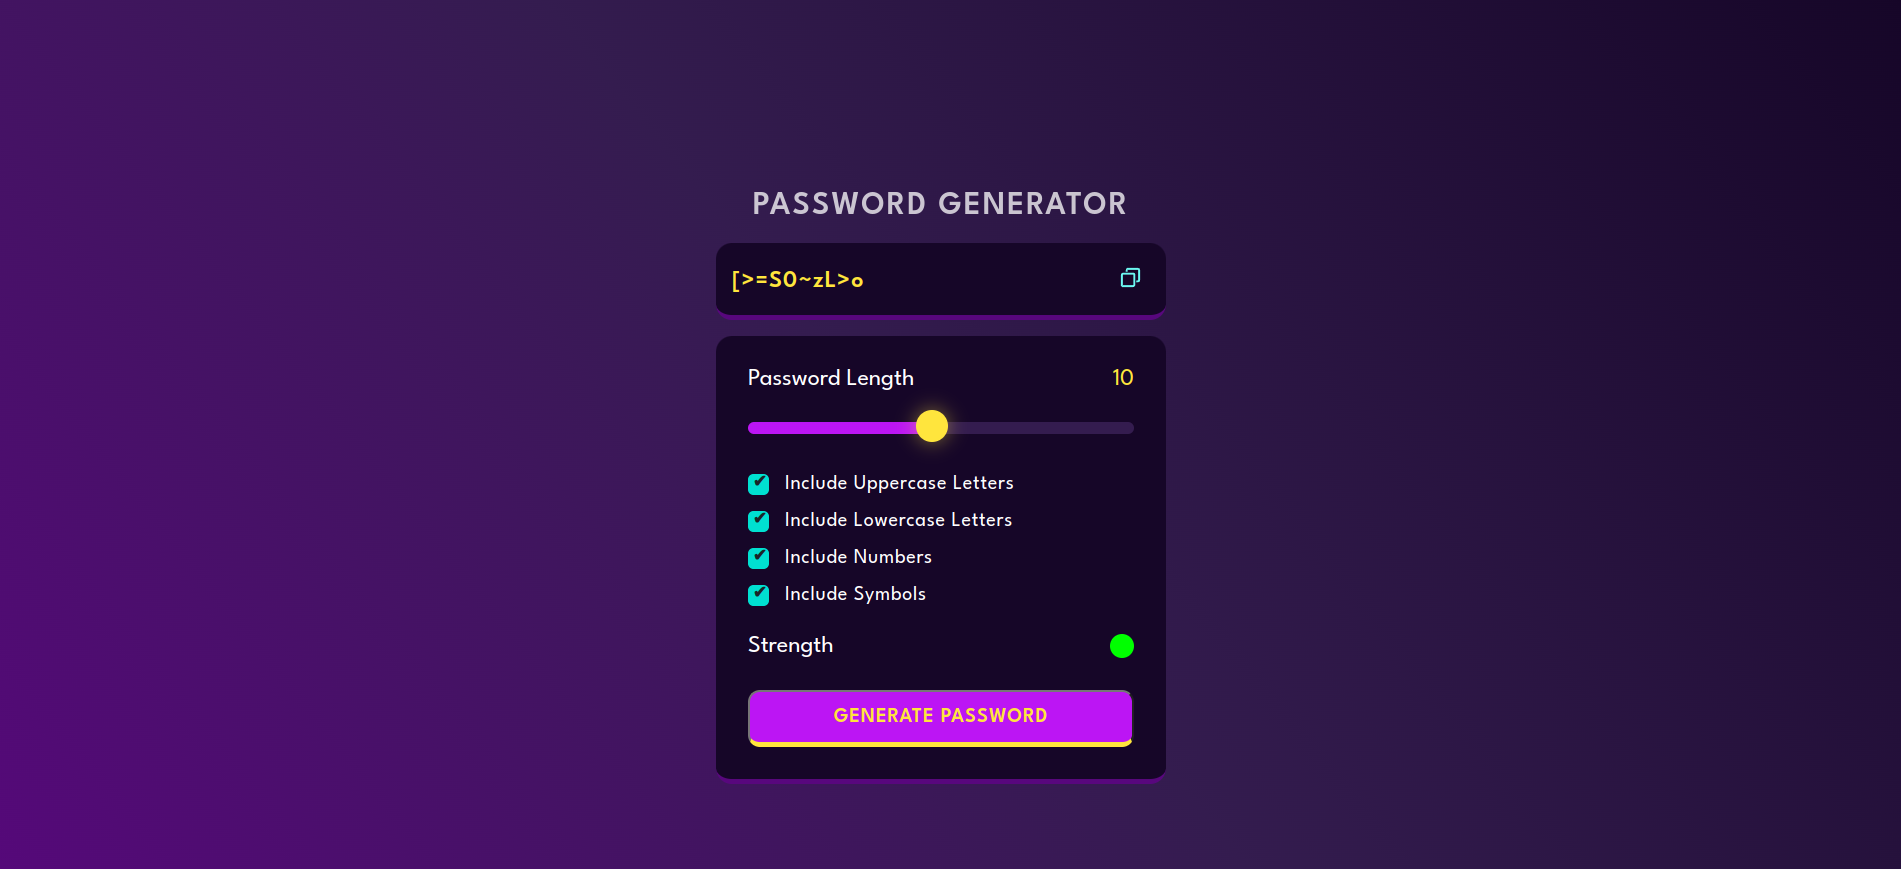 PASSWORD GENERATOR
[>=S0~zL>o
Password Length 10
Include Uppercase Letters
Include Lowercase Letters
Include Numbers
Include Symbols
Strength
GENERATE PASSWORD